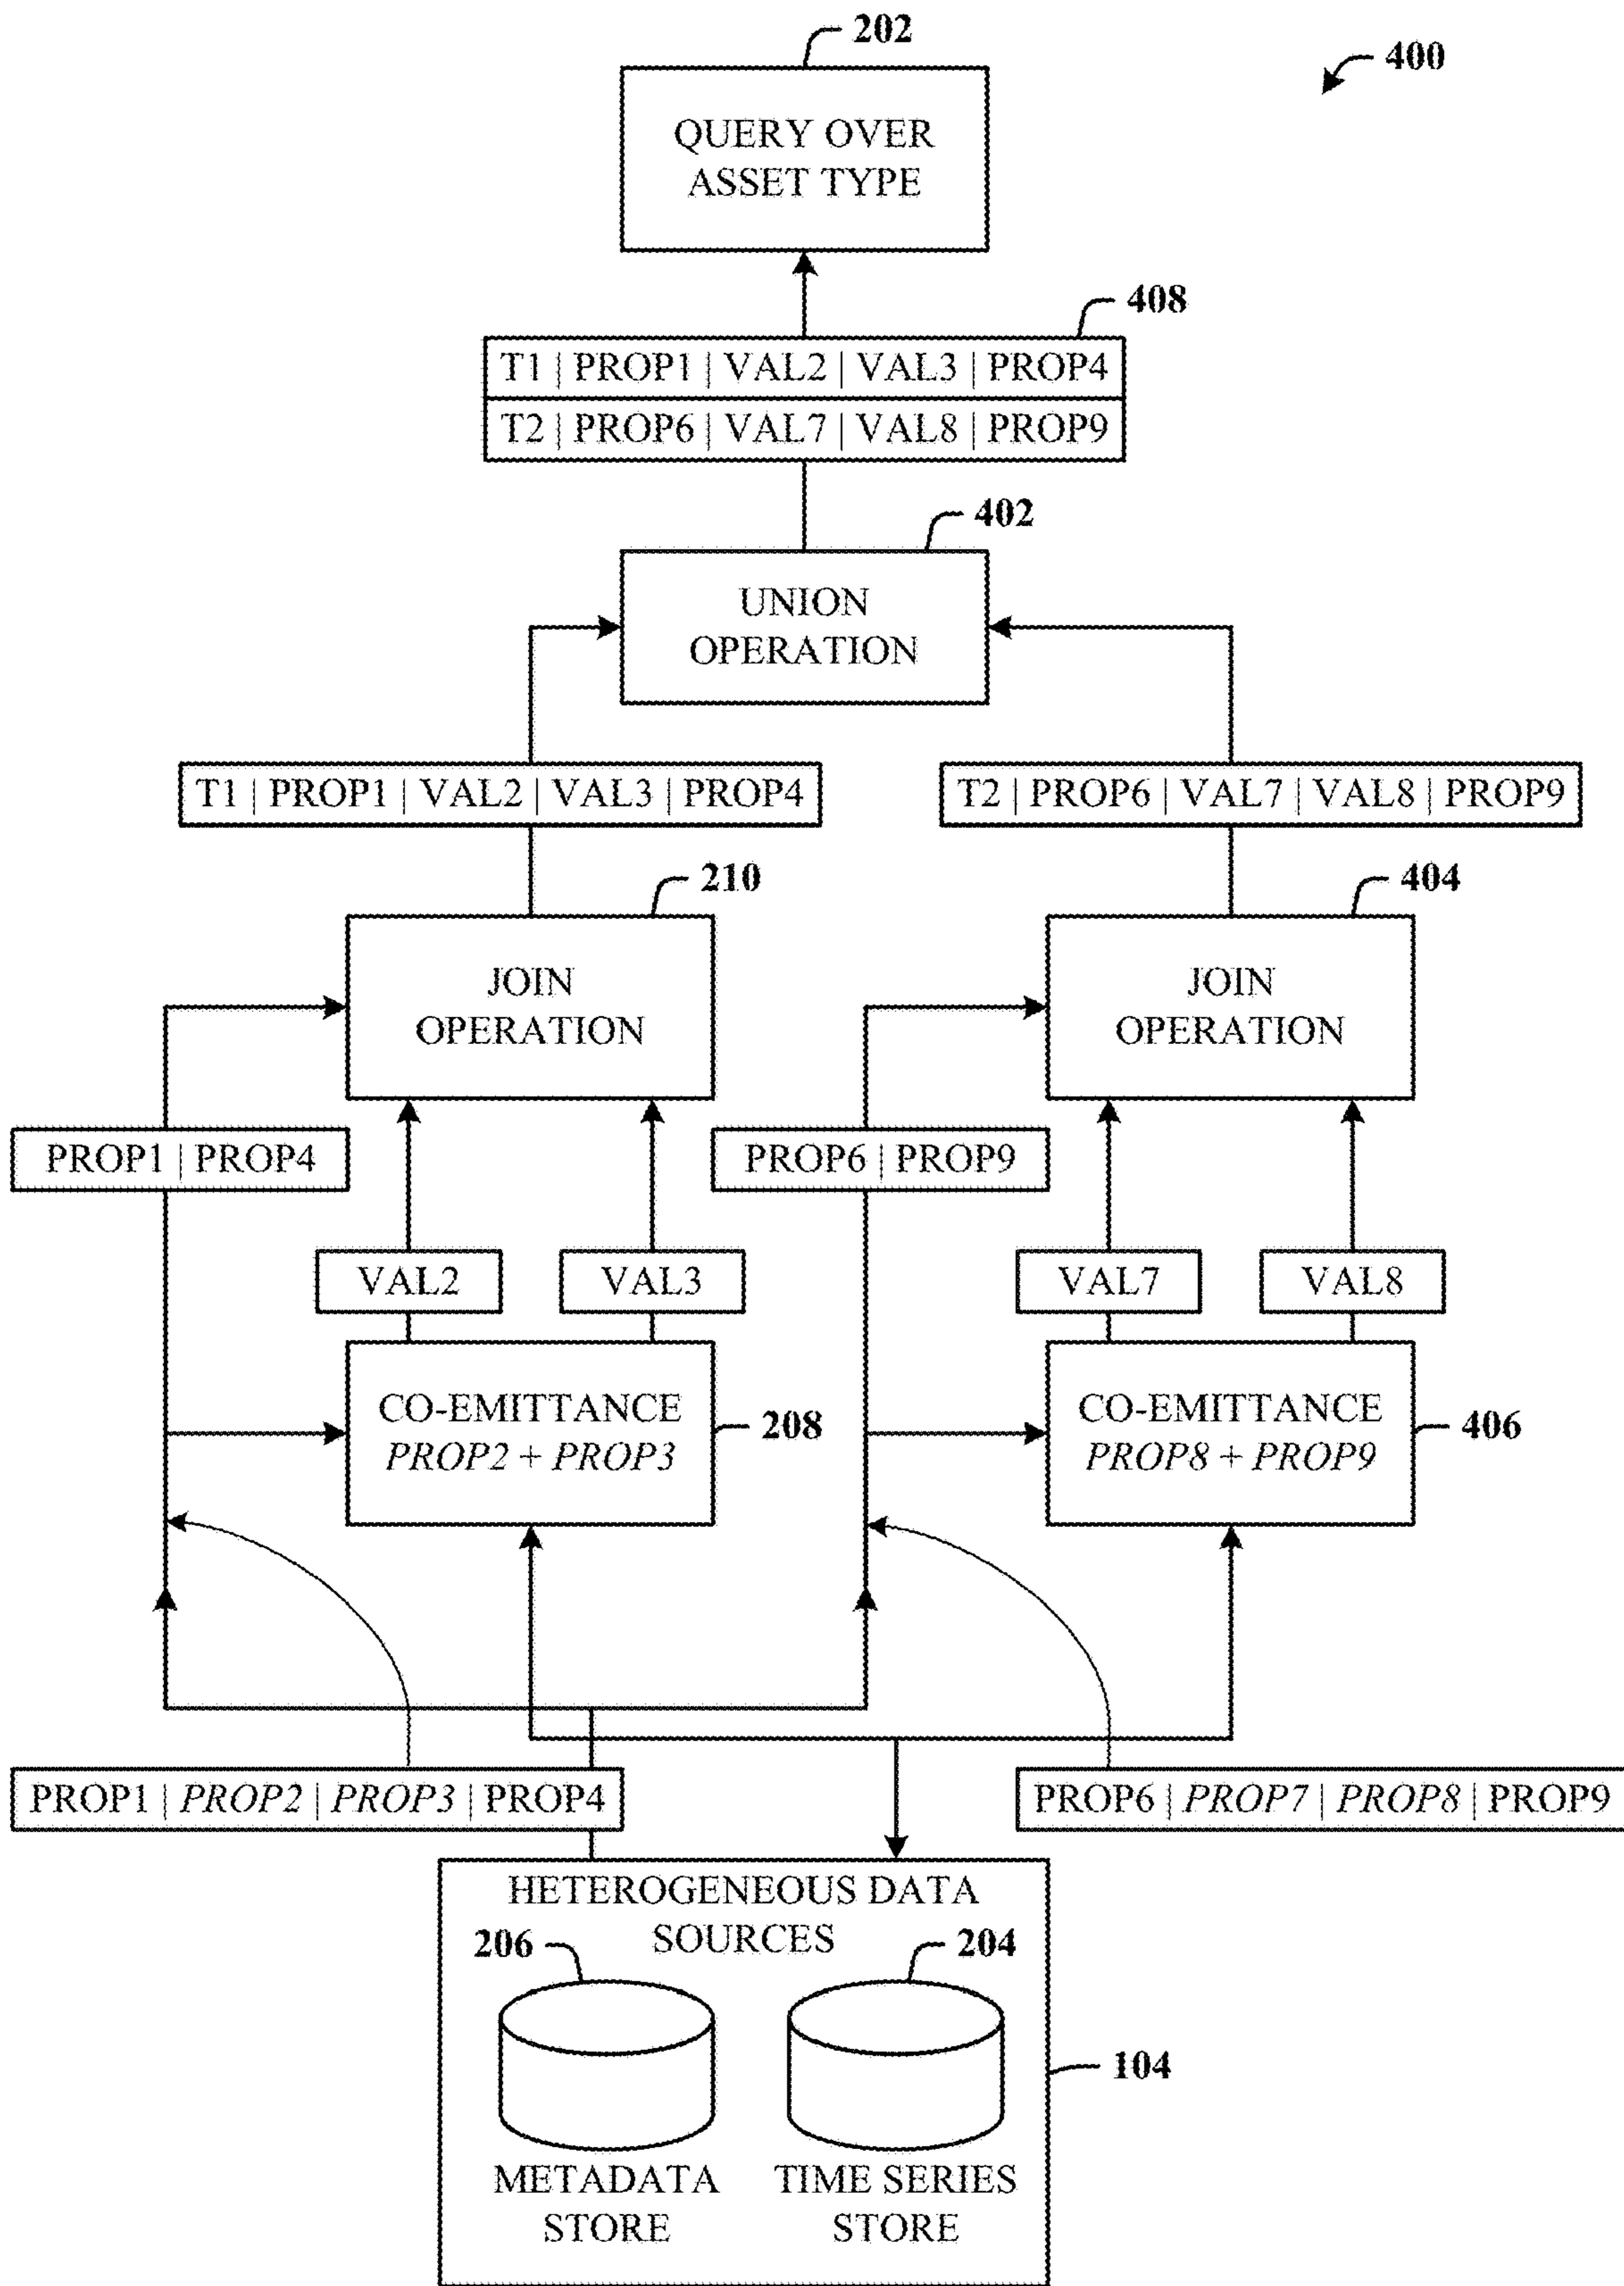 202
400
QUERY OVER
ASSET TYPE
408
T1 | PROP1 | VAL2 | VAL3 | PROP4
T2 | PROP6 | VAL7 | VAL8 | PROP9
402
UNION
OPERATION
T1 | PROP1 | VAL2 | VAL3 | PROP4
T2 | PROP6 | VAL7 | VAL8 | PROP9
210
404
JOIN
OPERATION
JOIN
OPERATION
PROP1 | PROP4
PROP6 | PROP9
VAL2
VAL3
VAL7
VAL8
CO-EMITTANCE
PROP2 + PROP3
208
CO-EMITTANCE
PROP8 + PROP9
406
PROP1 | PROP2 | PROP3 | PROP4
PROP6 | PROP7 | PROP8 | PROP9
HETEROGENEOUS DATA
SOURCES
206
204
104
METADATA
STORE
TIME SERIES
STORE